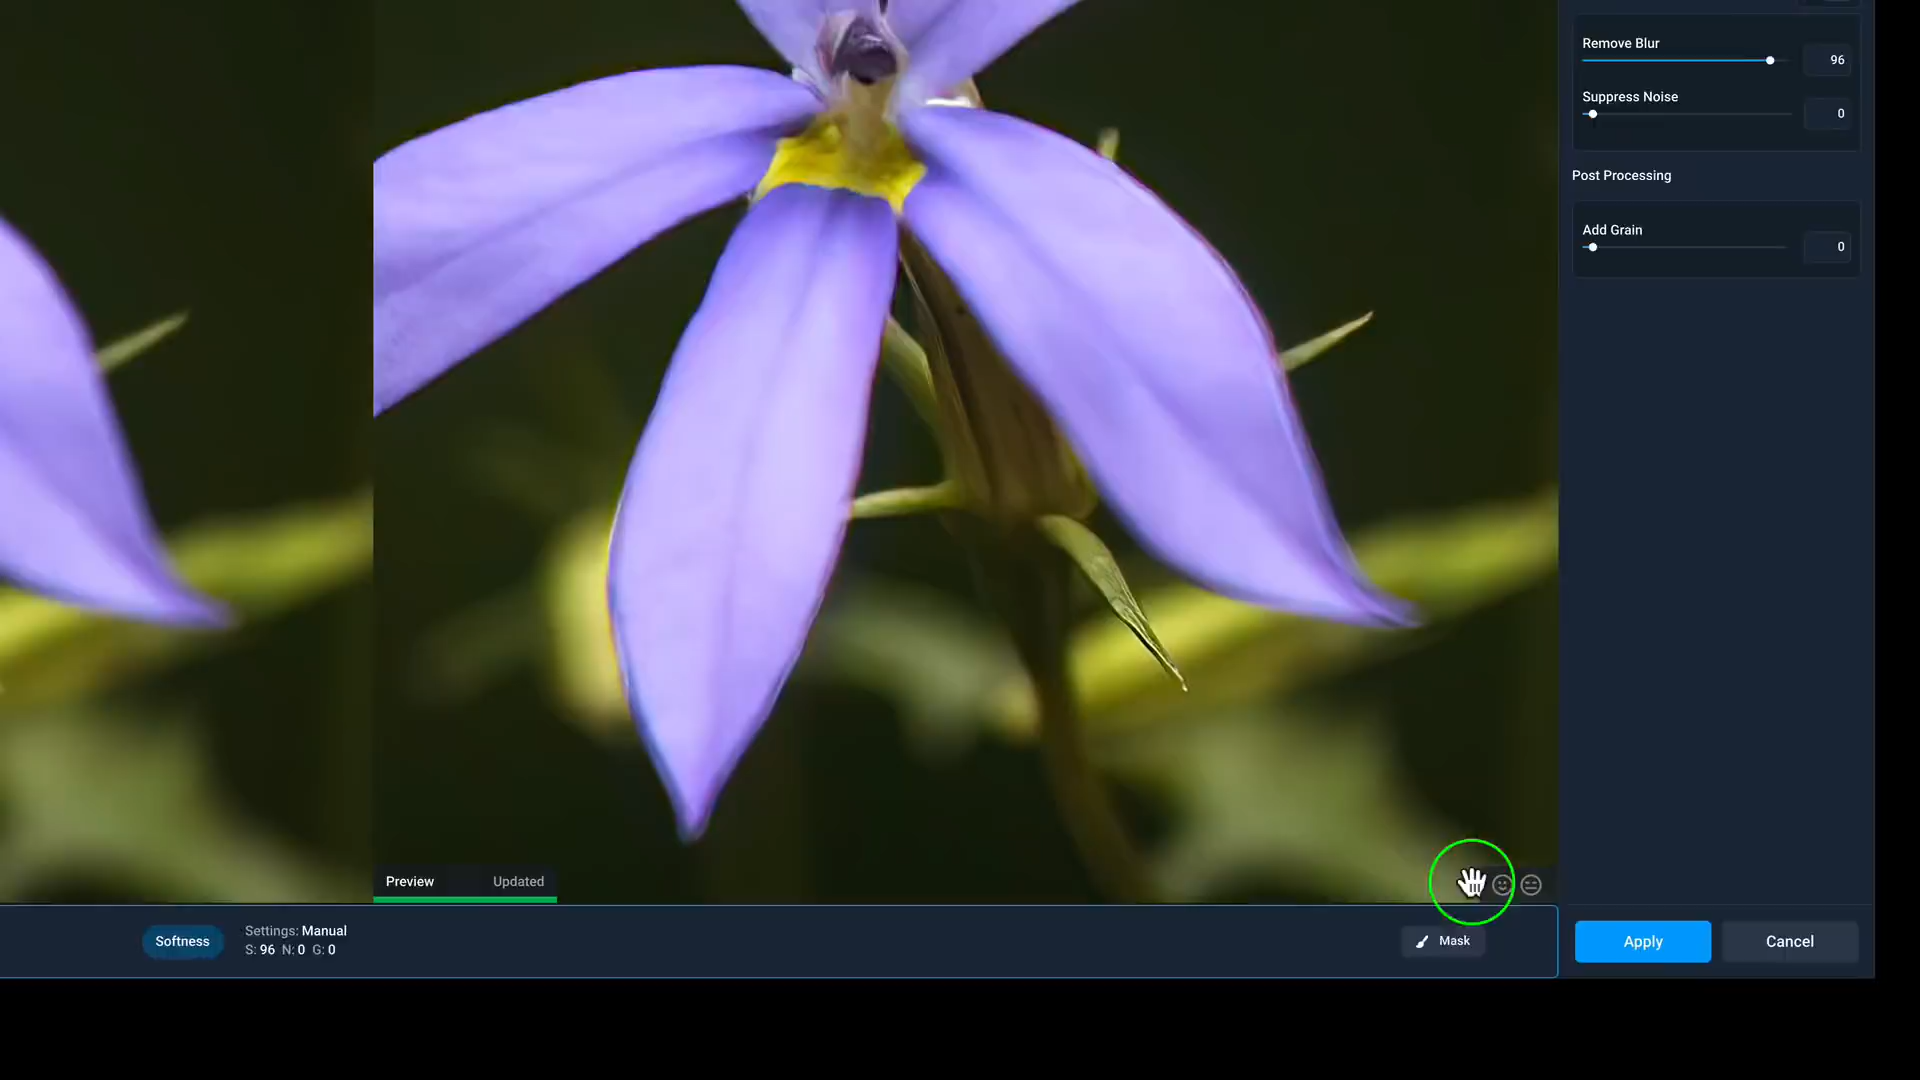 Remove Blur
96
Suppress Noise
0
Post Processing
Add Grain
0
Preview Updated
Softness
Settings: Manual
S: 96 N: 0 G: 0
Mask
Apply
Cancel